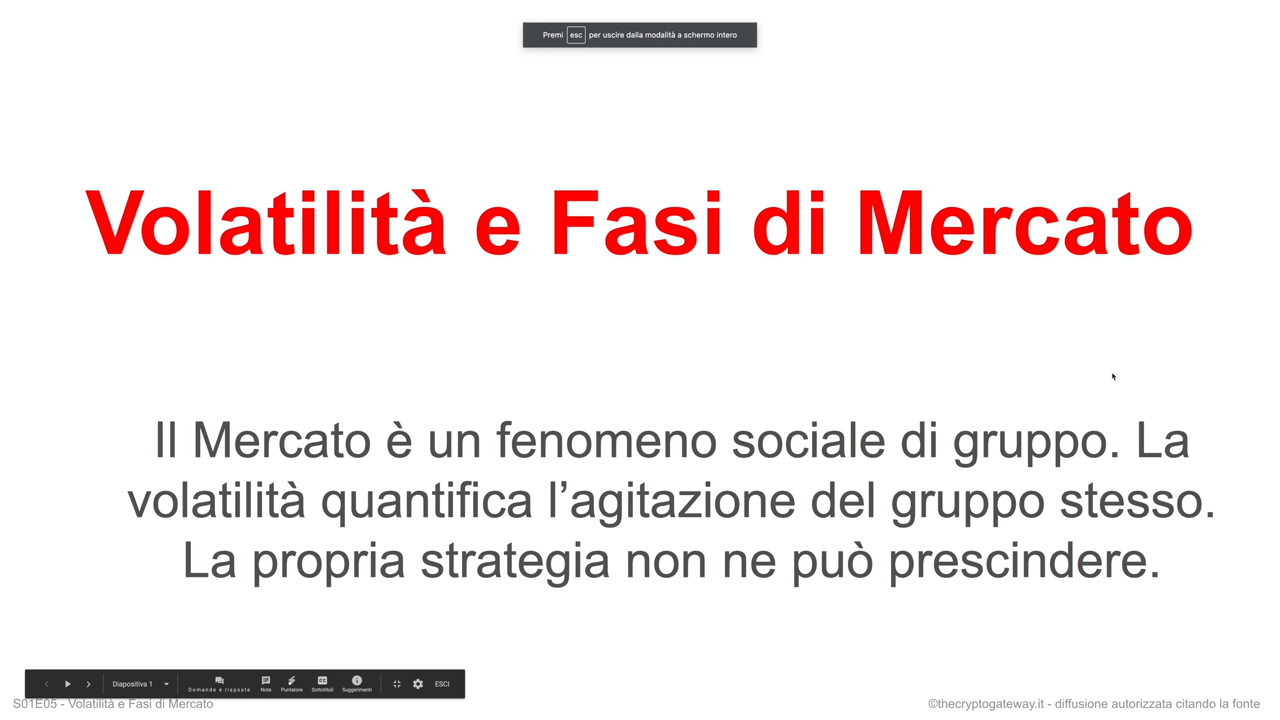 Premi esc per uscire dalla modalità a schermo intero
Volatilità e Fasi di Mercato
Il Mercato è un fenomeno sociale di gruppo. La
volatilità quantifica l’agitazione del gruppo stesso.
La propria strategia non ne può prescindere.
Diapositiva 1
Domande e risposte
Note
Puntatore
CC
Sottotitoli
Suggerimenti
ESCI
S01E05 - Volatilità e Fasi di Mercato
©thecryptogateway.it - diffusione autorizzata citando la fonte